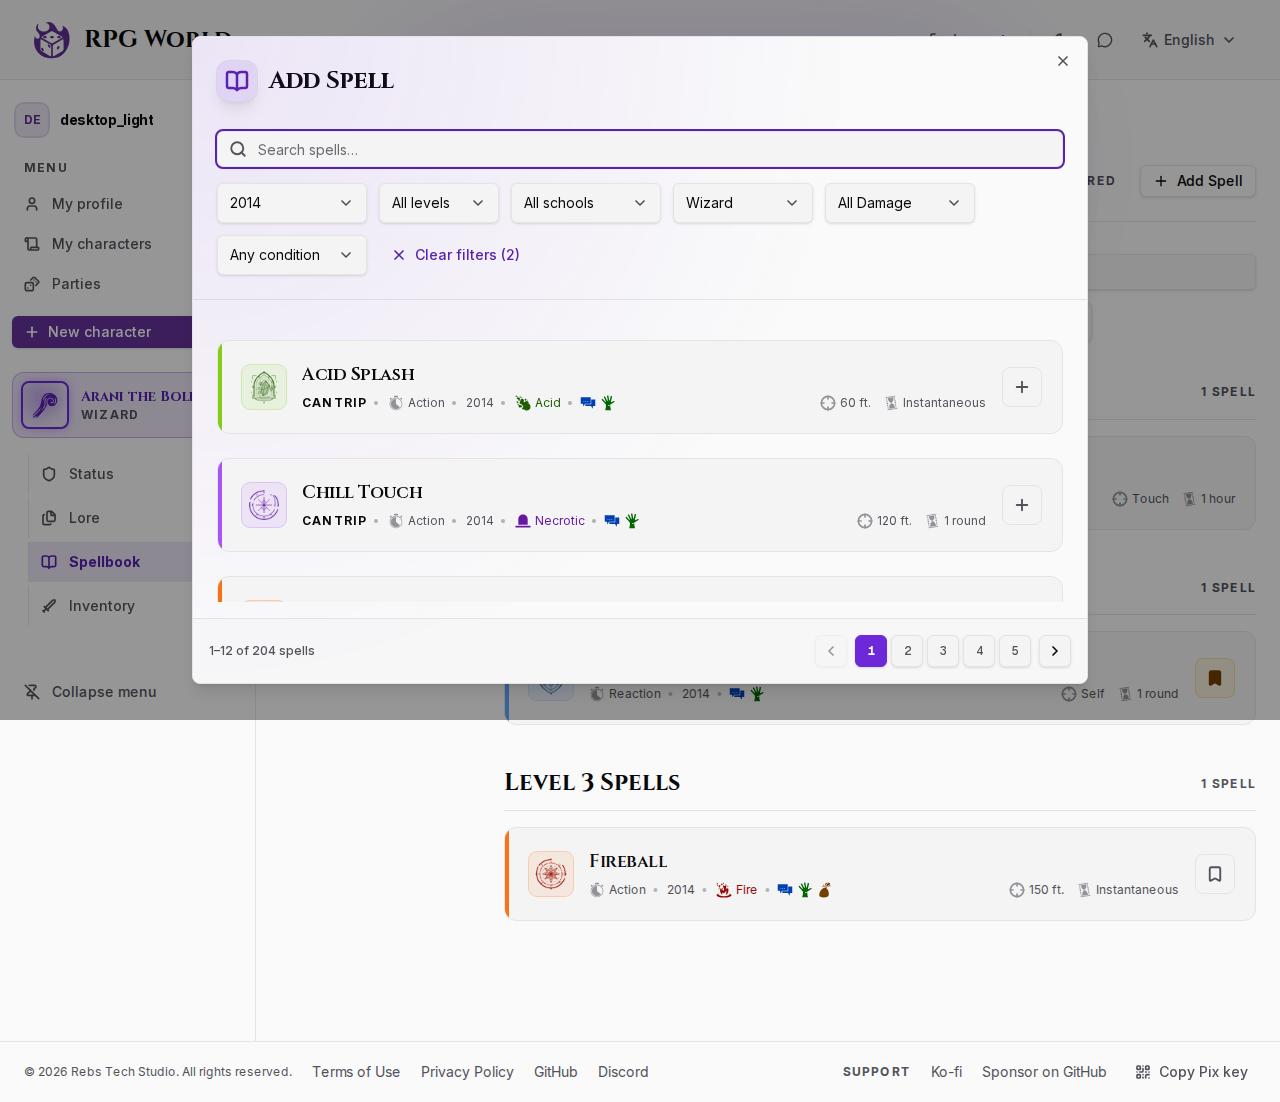 RPG World
English
DE
desktop_light
MENU
My profile
My characters
Parties
New character
Arani the Bol
WIZARD
Status
Lore
Spellbook
Inventory
Collapse menu
Add Spell
Search spells…
2014
All levels
All schools
Wizard
All Damage
Any condition
Clear filters (2)
Acid Splash
CANTRIP • Action • 2014 • Acid •
60 ft. Instantaneous
Chill Touch
CANTRIP • Action • 2014 • Necrotic •
120 ft. 1 round
1–12 of 204 spells
1 2 3 4 5
RED
Add Spell
1 SPELL
Touch 1 hour
1 SPELL
Reaction • 2014 •
Self 1 round
Level 3 Spells
1 SPELL
Fireball
Action • 2014 • Fire •
150 ft. Instantaneous
© 2026 Rebs Tech Studio. All rights reserved.
Terms of Use
Privacy Policy
GitHub
Discord
SUPPORT
Ko-fi
Sponsor on GitHub
Copy Pix key